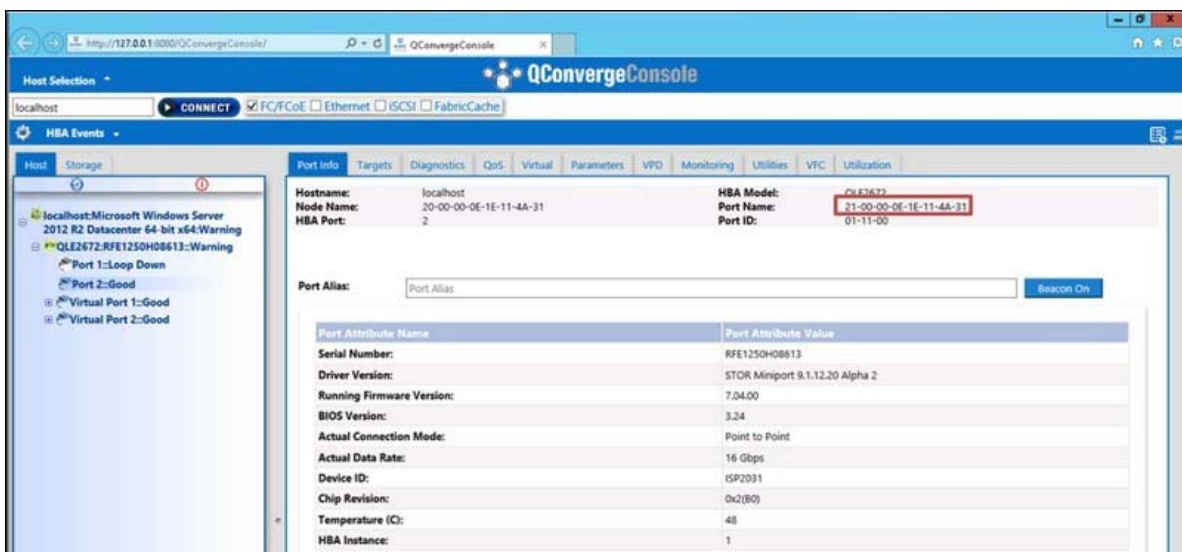 http://127.0.0.1:8080/QConvergeConsole/
QConvergeConsole
Host Selection
QConvergeConsole
localhost
CONNECT
FC/FCoE Ethernet iSCSI FabricCache
HBA Events
Host Storage
Port Info Targets Diagnostics QoS Virtual Parameters VPD Monitoring Utilities VFC Utilization
localhost:Microsoft Windows Server
2012 R2 Datacenter 64-bit x64:Warning
QLE2672:RFE1250H08613::Warning
Port 1::Loop Down
Port 2::Good
Virtual Port 1::Good
Virtual Port 2::Good
Hostname: localhost HBA Model: QLE2672
Node Name: 20-00-00-0E-1E-11-4A-31 Port Name: 21-00-00-0E-1E-11-4A-31
HBA Port: 2 Port ID: 01-11-00
Port Alias: Port Alias Beacon On
Port Attribute Name Port Attribute Value
Serial Number: RFE1250H08613
Driver Version: STOR Miniport 9.1.12.20 Alpha 2
Running Firmware Version: 7.04.00
BIOS Version: 3.24
Actual Connection Mode: Point to Point
Actual Data Rate: 16 Gbps
Device ID: ISP2031
Chip Revision: 0x2(B0)
Temperature (C): 48
HBA Instance: 1